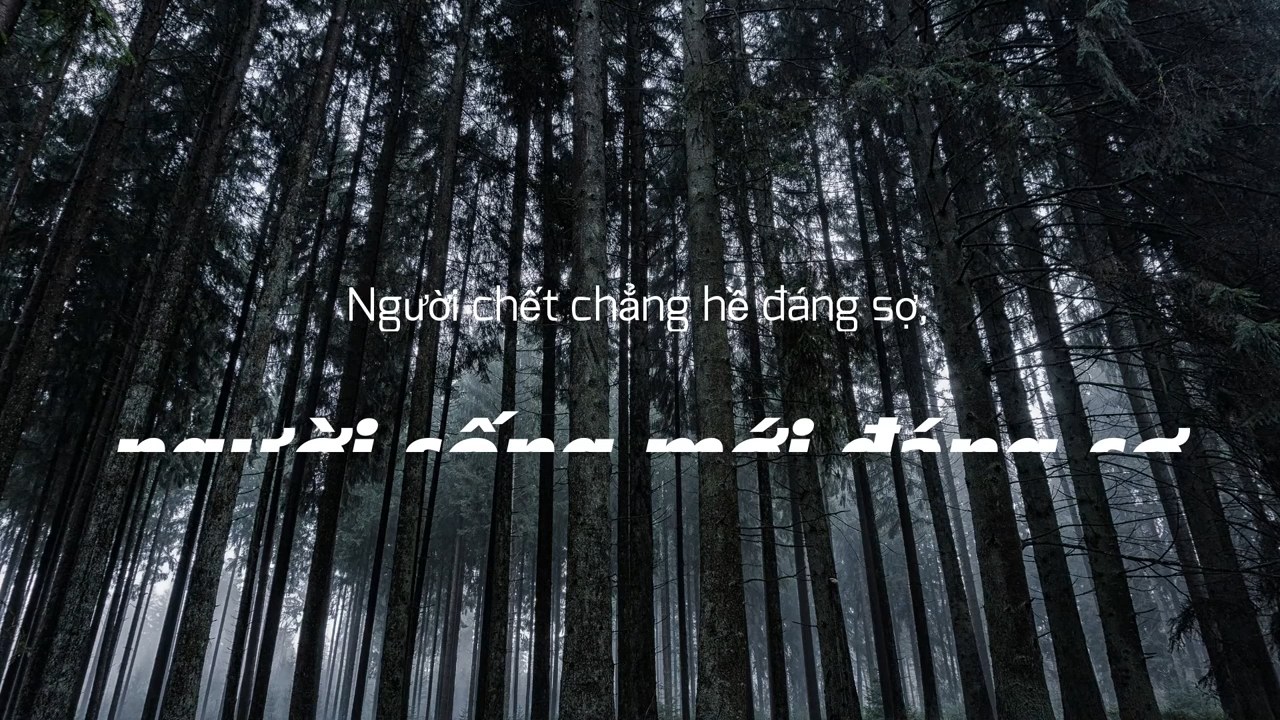 Người chết chẳng hề đáng sợ,
người sống mới đáng sợ